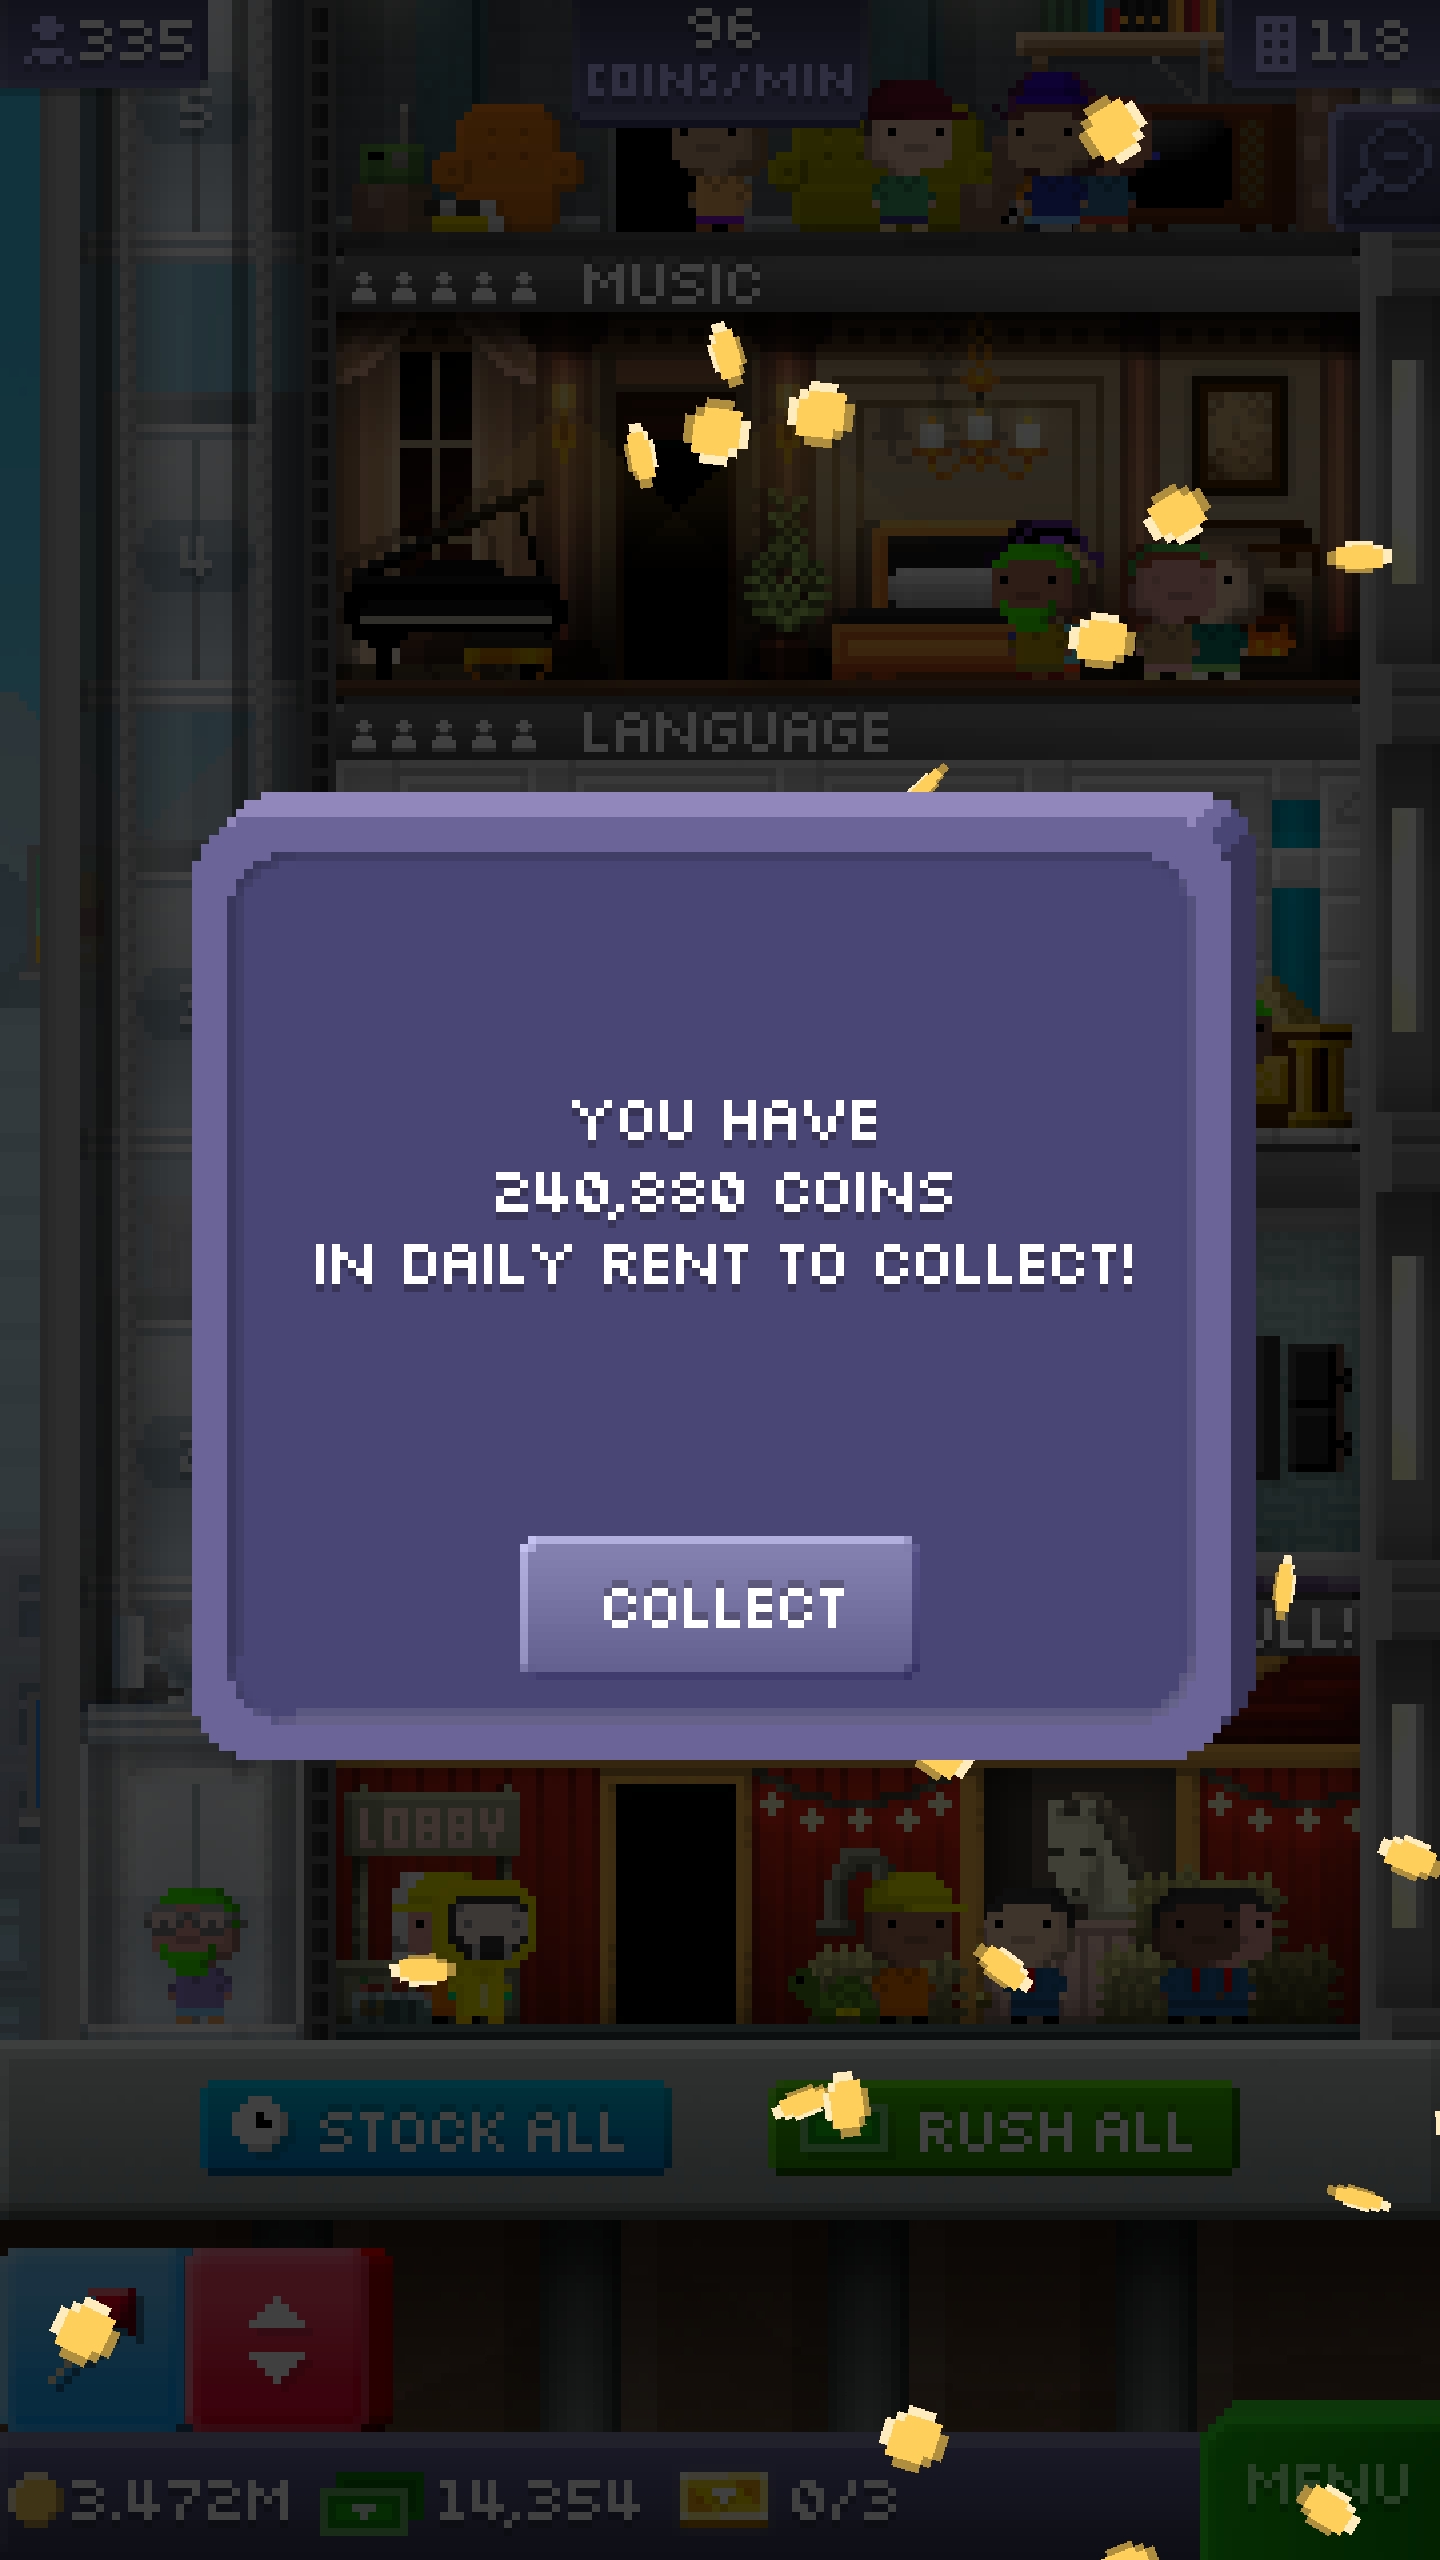 335
96
COINS/MIN
118
5
MUSIC
4
LANGUAGE
YOU HAVE
240,880 COINS
IN DAILY RENT TO COLLECT!
COLLECT
LOBBY
STOCK ALL
RUSH ALL
3.472M
14,354
0/3
MENU